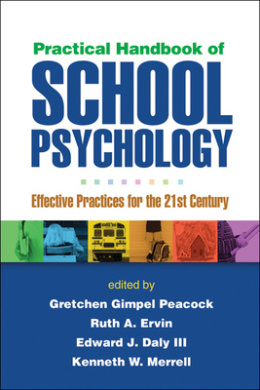 Practical Handbook of
SCHOOL
PSYCHOLOGY
Effective Practices for the 21st Century
edited by
Gretchen Gimpel Peacock
Ruth A. Ervin
Edward J. Daly III
Kenneth W. Merrell